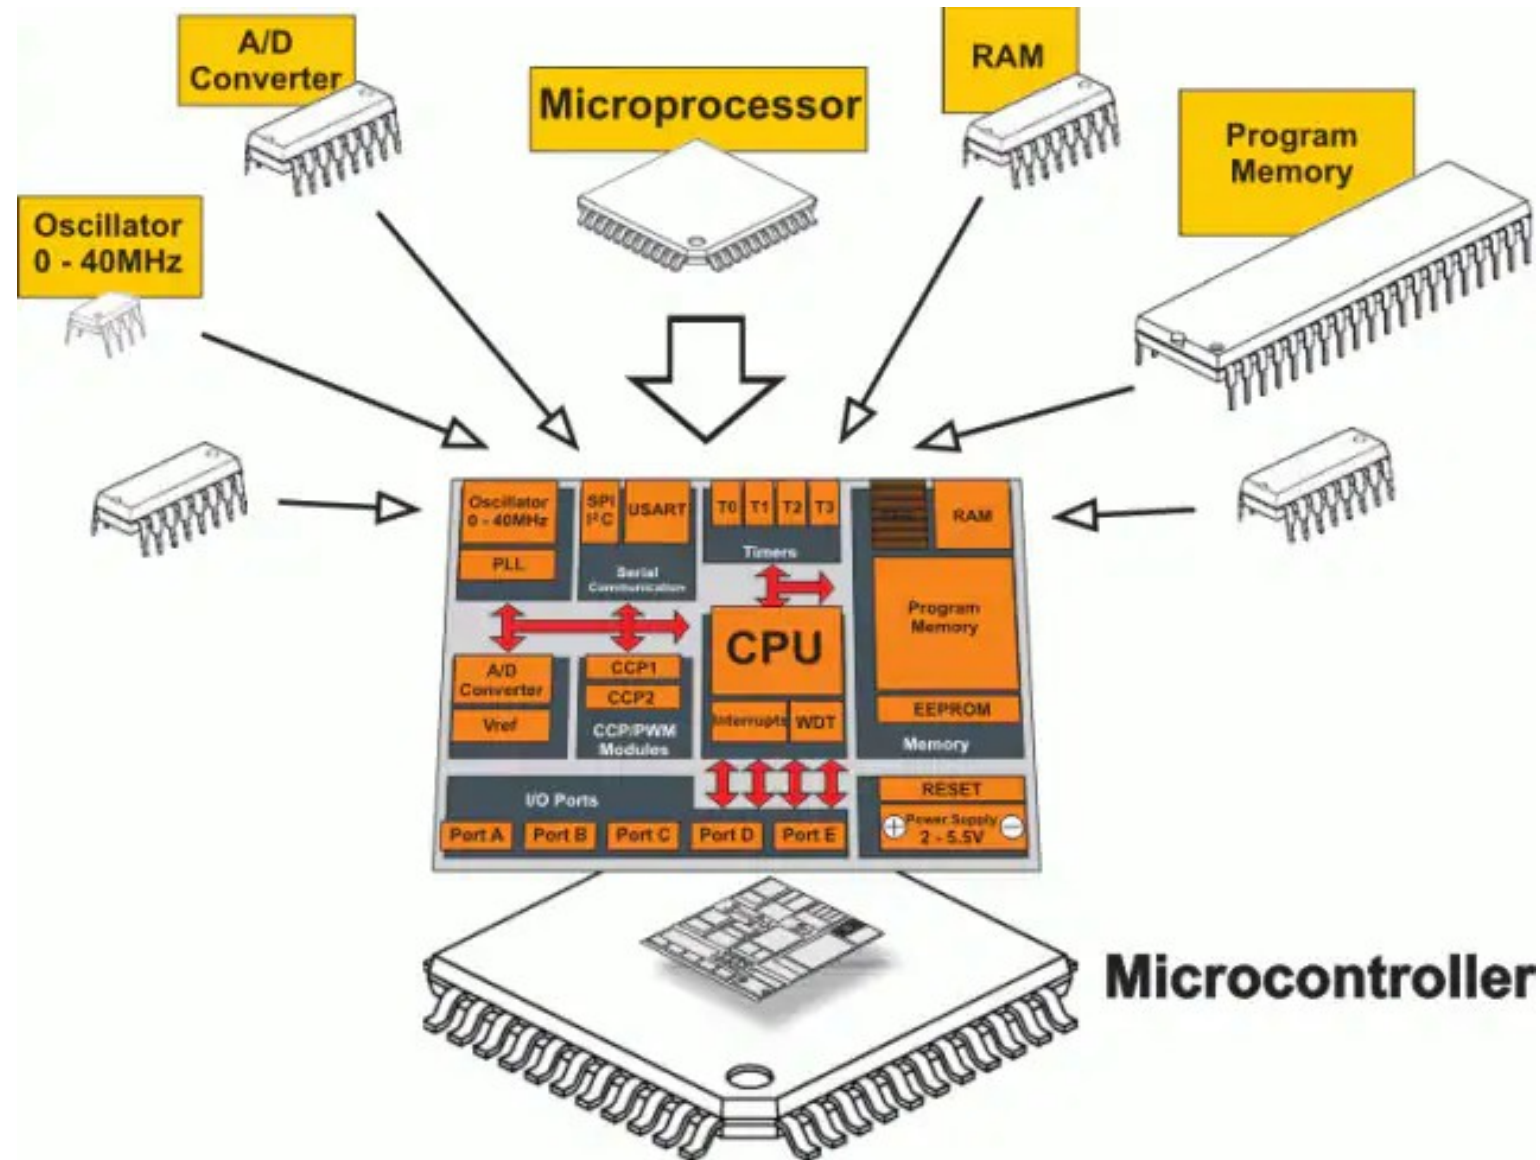 A/D
Converter
RAM
Microprocessor
Program
Memory
Oscillator
0 - 40MHz
Oscillator
0 - 40MHz
PLL
SPI
I²C
USART
Serial
Communication
T0
T1
T2
T3
Timers
RAM
Program
Memory
EEPROM
Memory
A/D
Converter
Vref
CCP1
CCP2
CCP/PWM
Modules
CPU
Interrupts
WDT
I/O Ports
Port A
Port B
Port C
Port D
Port E
RESET
Power Supply
2 - 5.5V
Microcontroller